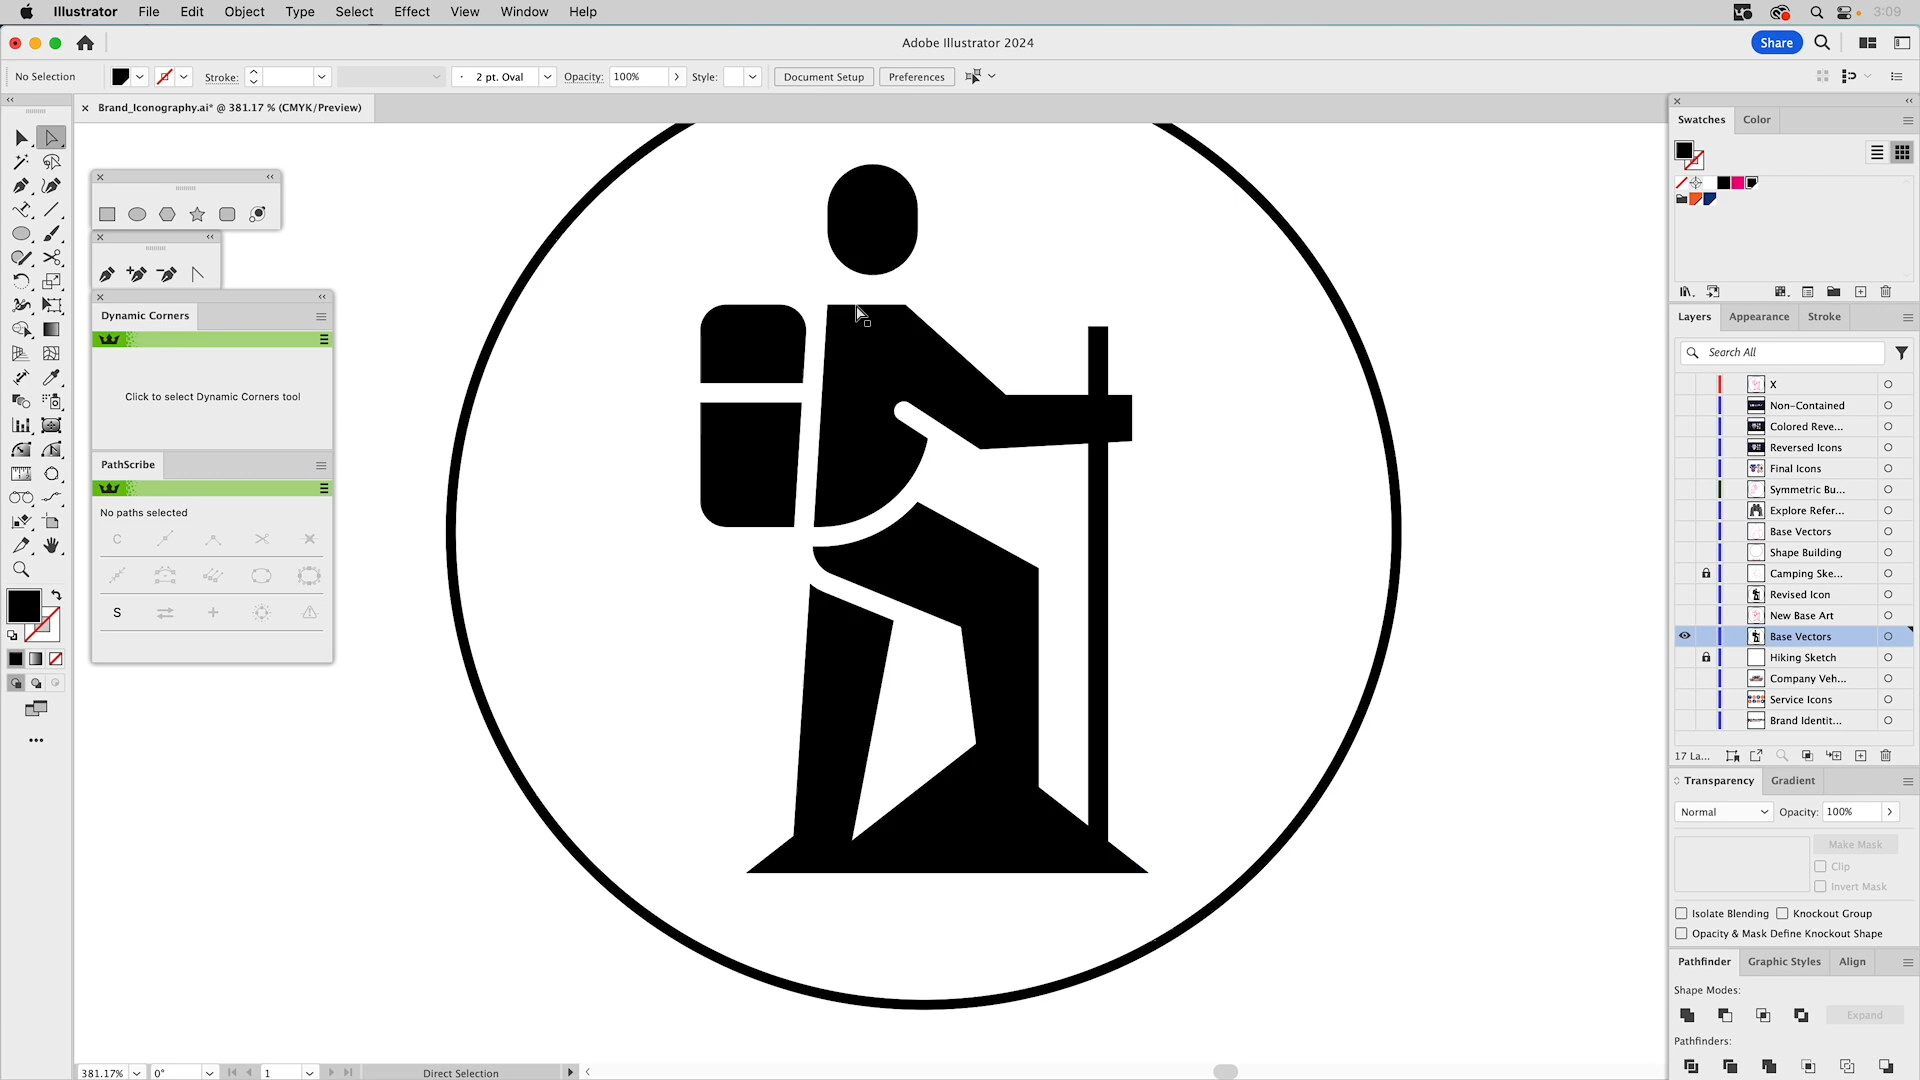 Illustrator File Edit Object Type Select Effect View Window Help 3:09
Adobe Illustrator 2024
Share
No Selection Stroke: 2 pt. Oval Opacity: 100% Style: Document Setup Preferences
Brand_Iconography.ai* @ 381.17 % (CMYK/Preview)
Swatches Color
Dynamic Corners
Click to select Dynamic Corners tool
PathScribe
No paths selected
C
S
Layers Appearance Stroke
Search All
X
Non-Contained
Colored Reve...
Reversed Icons
Final Icons
Symmetric Bu...
Explore Refer...
Base Vectors
Shape Building
Camping Ske...
Revised Icon
New Base Art
Base Vectors
Hiking Sketch
Company Veh...
Service Icons
Brand Identit...
17 La...
Transparency Gradient
Normal Opacity: 100%
Make Mask
Clip
Invert Mask
Isolate Blending Knockout Group
Opacity & Mask Define Knockout Shape
Pathfinder Graphic Styles Align
Shape Modes:
Expand
Pathfinders:
381.17% 0° 1 Direct Selection